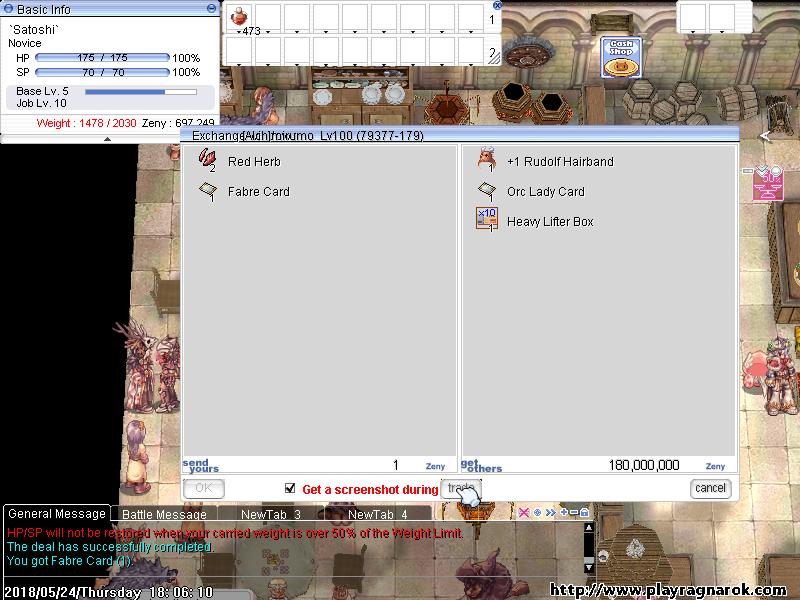 Basic Info
`Satoshi`
Novice
HP 175 / 175 100%
SP 70 / 70 100%
Base Lv. 5
Job Lv. 10
Weight : 1478 / 2030 Zeny : 697,249
473
1
2
Cash Shop
50%
Lv100 (79377-179)
2
Red Herb
1
Fabre Card
1
+1 Rudolf Hairband
1
Orc Lady Card
x10
1
Heavy Lifter Box
send yours 1 Zeny
get others 180,000,000 Zeny
OK
Get a screenshot during
cancel
General Message
Battle Message
NewTab 3
NewTab 4
HP/SP will not be restored when your carried weight is over 50% of the Weight Limit.
The deal has successfully completed.
You got Fabre Card (1).
2018/05/24/Thursday 18:06:10
http://www.playragnarok.com